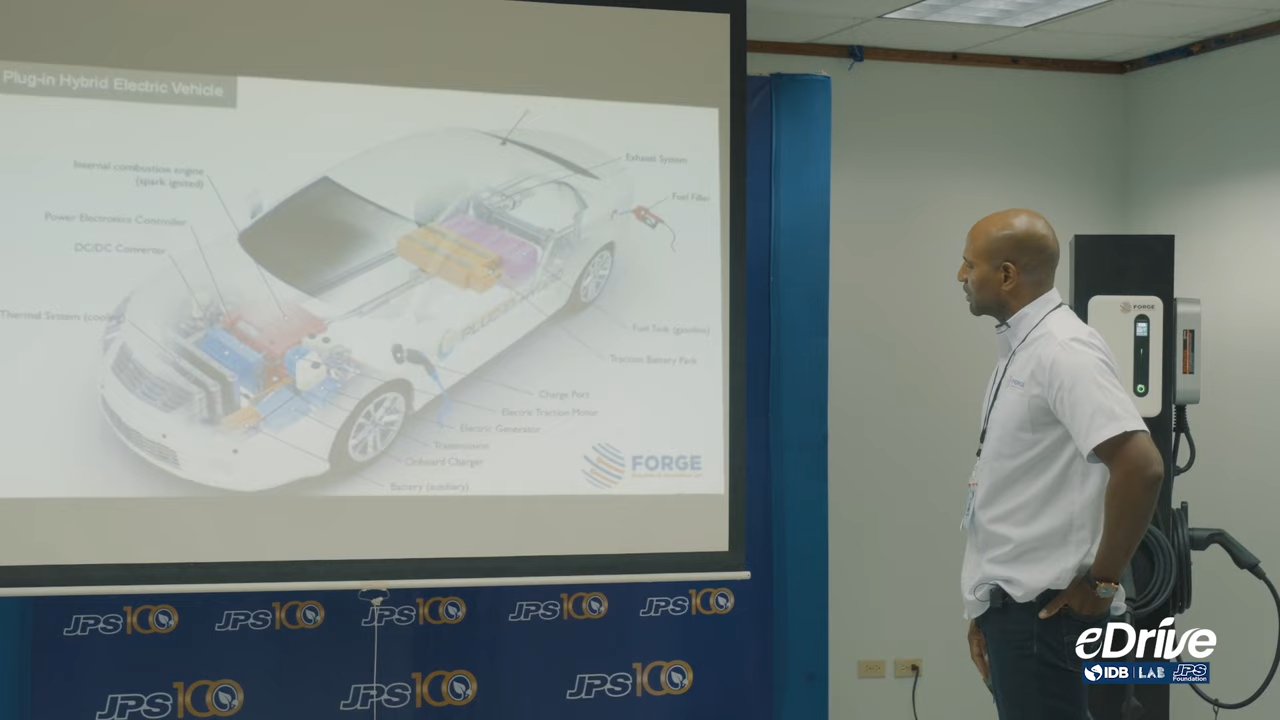 Plug-in Hybrid Electric Vehicle
Internal combustion engine
(spark ignited)
Power Electronics Controller
DC/DC Convertor
Thermal System (cooling)
Exhaust System
Fuel Filler
Fuel Tank (gasoline)
Traction Battery Pack
Charge Port
Electric Traction Motor
Electric Generator
Transmission
Onboard Charger
Battery (auxiliary)
FORGE
FORGE
JPS100
JPS100
JPS100
JPS100
JPS100
JPS100
JPS100
JPS100
eDrive
IDB | LAB JPS
Foundation